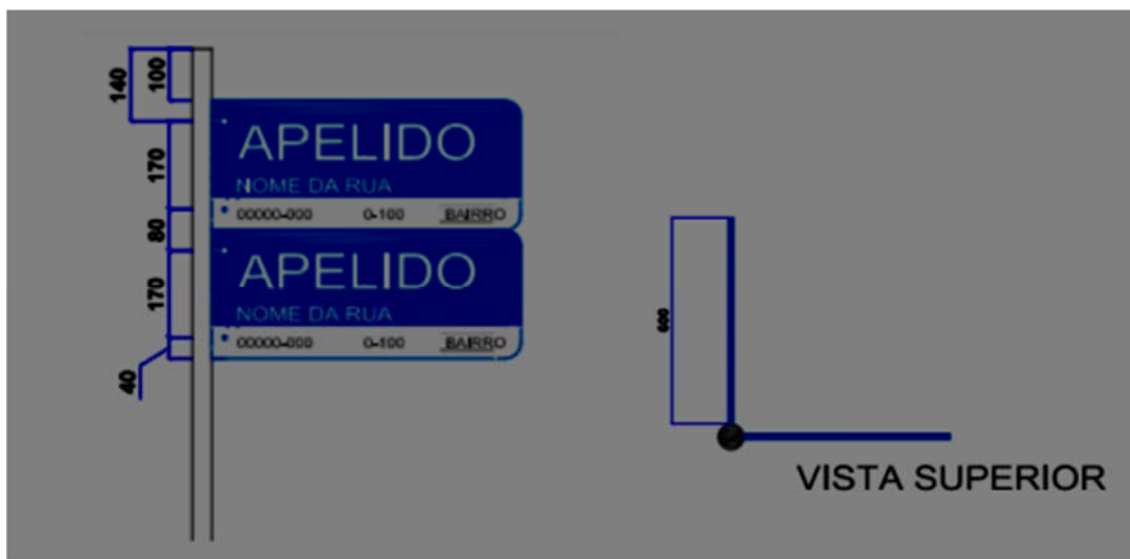 140
100
170
80
170
40
APELIDO
NOME DA RUA
00000-000 0-100 BAIRRO
APELIDO
NOME DA RUA
00000-000 0-100 BAIRRO
600
VISTA SUPERIOR